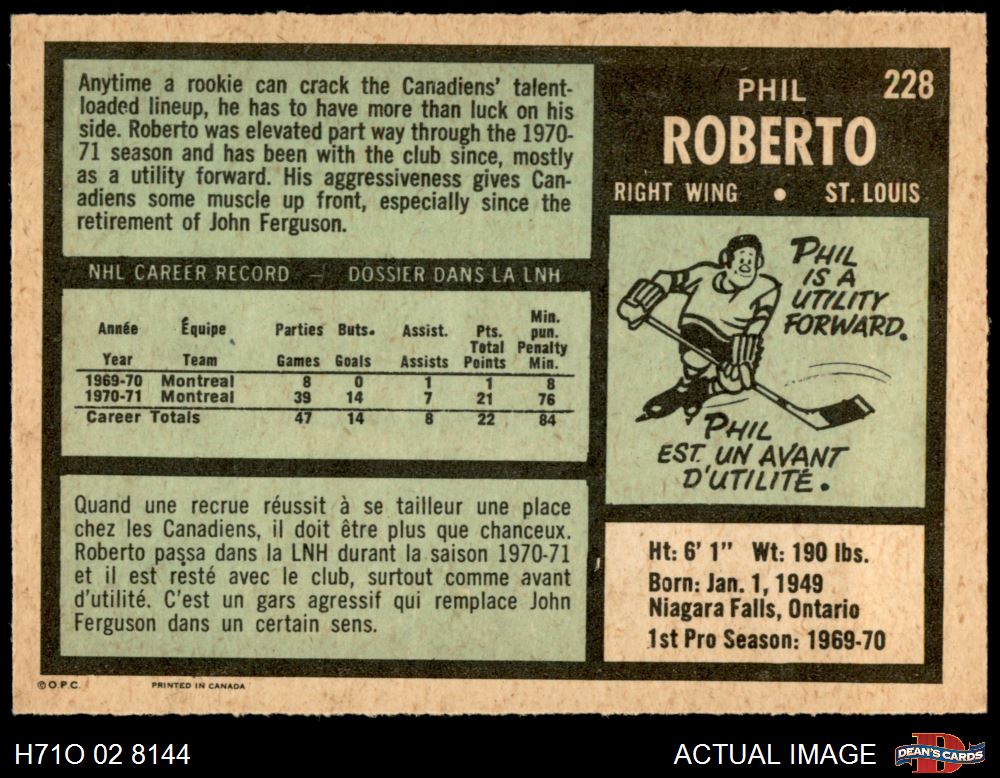 Anytime a rookie can crack the Canadiens' talent-
loaded lineup, he has to have more than luck on his
side. Roberto was elevated part way through the 1970-
71 season and has been with the club since, mostly
as a utility forward. His aggressiveness gives Can-
adiens some muscle up front, especially since the
retirement of John Ferguson.
PHIL 228
ROBERTO
RIGHT WING • ST. LOUIS
NHL CAREER RECORD — DOSSIER DANS LA LNH
Année Équipe Parties Buts. Assist. Pts. Min. pun.
Year Team Games Goals Assists Total Points Penalty Min.
1969-70 Montreal 8 0 1 1 8
1970-71 Montreal 39 14 7 21 76
Career Totals 47 14 8 22 84
PHIL
IS A
UTILITY
FORWARD.
PHIL
EST UN AVANT
D'UTILITÉ.
Quand une recrue réussit à se tailleur une place
chez les Canadiens, il doit être plus que chanceux.
Roberto passa dans la LNH durant la saison 1970-71
et il est resté avec le club, surtout comme avant
d'utilité. C'est un gars agressif qui remplace John
Ferguson dans un certain sens.
Ht: 6' 1" Wt: 190 lbs.
Born: Jan. 1, 1949
Niagara Falls, Ontario
1st Pro Season: 1969-70
© O.P.C. PRINTED IN CANADA
H71O 02 8144 ACTUAL IMAGE D DEAN'S CARDS